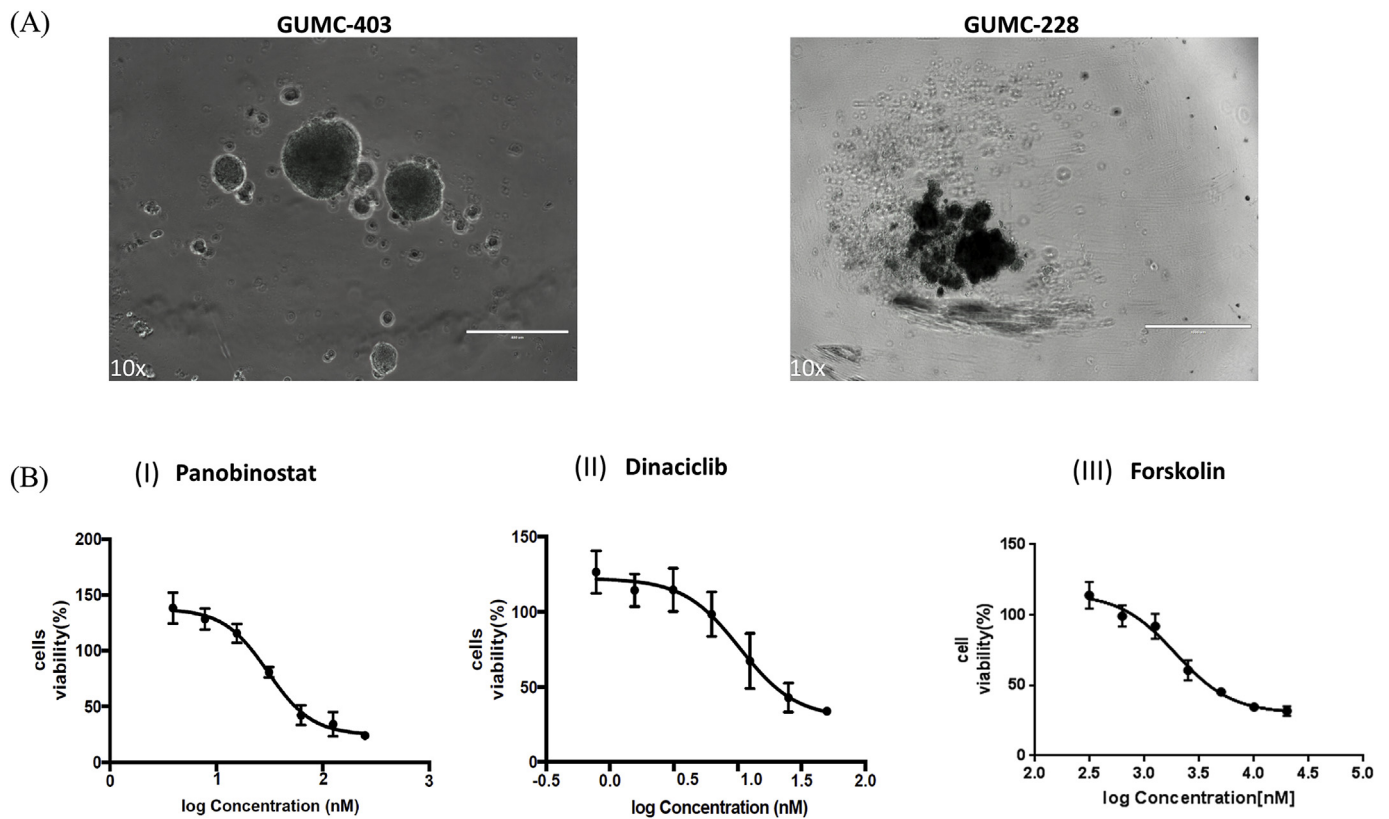 (A)
GUMC-403
GUMC-228
10x
10x
(B)
(I) Panobinostat
(II) Dinaciclib
(III) Forskolin
200
150
100
50
0
cells
viability(%)
0 1 2 3
log Concentration (nM)
150
100
50
0
cells
viability(%)
-0.5 0.0 0.5 1.0 1.5 2.0
log Concentration (nM)
150
100
50
0
cell
viability(%)
2.0 2.5 3.0 3.5 4.0 4.5 5.0
log Concentration[nM]